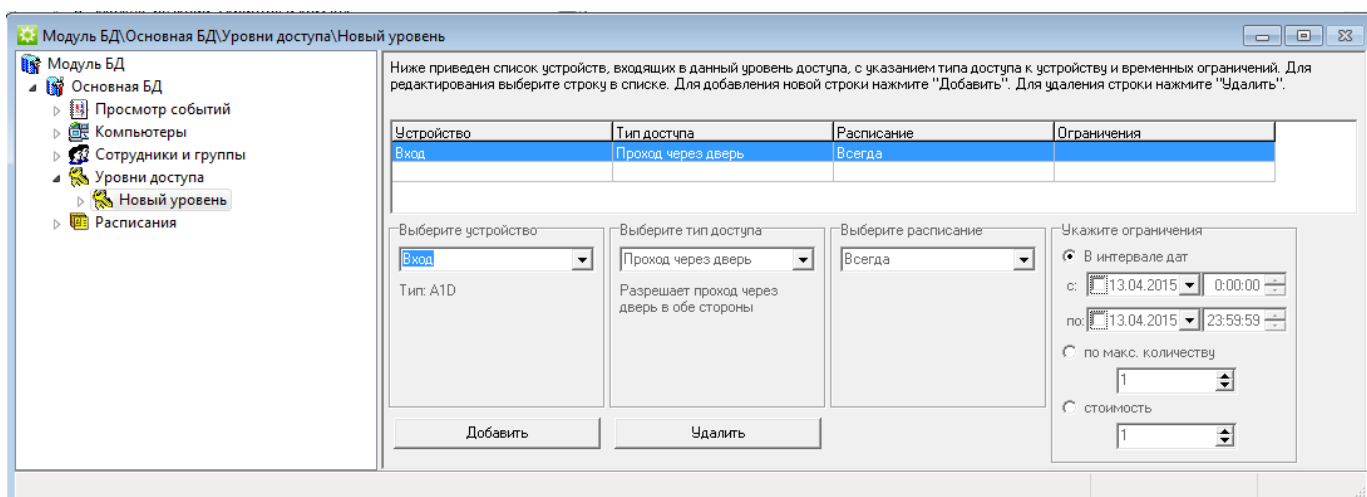 Модуль БД\Основная БД\Уровни доступа\Новый уровень
Модуль БД
Основная БД
Просмотр событий
Компьютеры
Сотрудники и группы
Уровни доступа
Новый уровень
Расписания
Ниже приведен список устройств, входящих в данный уровень доступа, с указанием типа доступа к устройству и временных ограничений. Для
редактирования выберите строку в списке. Для добавления новой строки нажмите "Добавить". Для удаления строки нажмите "Удалить".
Устройство Тип доступа Расписание Ограничения
Вход Проход через дверь Всегда
Выберите устройство
Вход
Тип: A1D
Выберите тип доступа
Проход через дверь
Разрешает проход через
дверь в обе стороны
Выберите расписание
Всегда
Укажите ограничения
В интервале дат
с: 13.04.2015 0:00:00
по: 13.04.2015 23:59:59
по макс. количеству
1
стоимость
1
Добавить Удалить